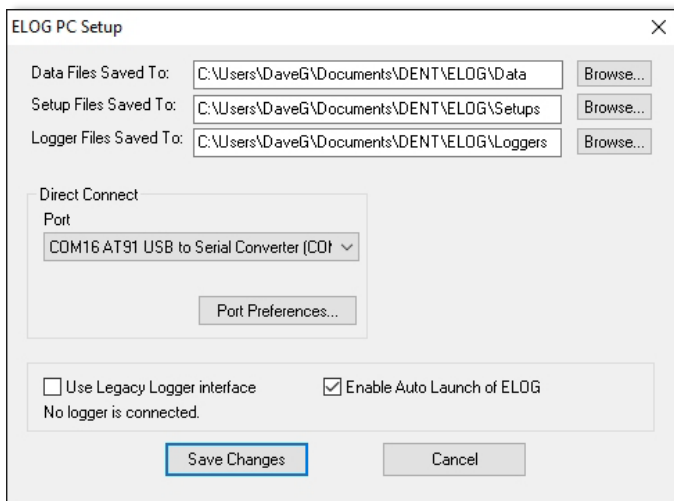 ELOG PC Setup
Data Files Saved To: C:\Users\DaveG\Documents\DENT\ELOG\Data Browse...
Setup Files Saved To: C:\Users\DaveG\Documents\DENT\ELOG\Setups Browse...
Logger Files Saved To: C:\Users\DaveG\Documents\DENT\ELOG\Loggers Browse...
Direct Connect
Port
COM16 AT91 USB to Serial Converter (COM
Port Preferences...
Use Legacy Logger interface Enable Auto Launch of ELOG
No logger is connected.
Save Changes Cancel